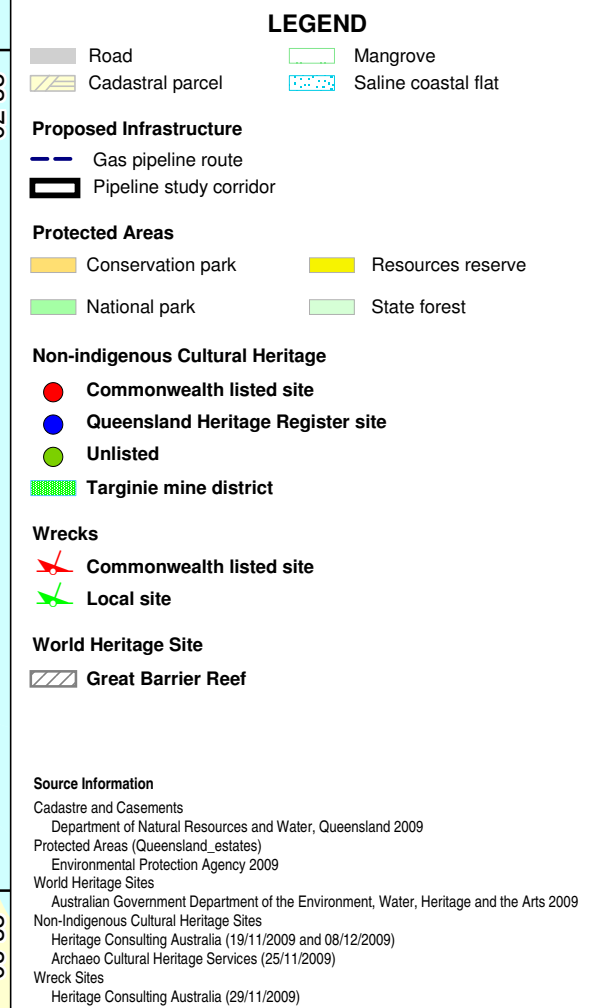 LEGEND
Road Mangrove
Cadastral parcel Saline coastal flat
Proposed Infrastructure
Gas pipeline route
Pipeline study corridor
Protected Areas
Conservation park Resources reserve
National park State forest
Non-indigenous Cultural Heritage
Commonwealth listed site
Queensland Heritage Register site
Unlisted
Targinie mine district
Wrecks
Commonwealth listed site
Local site
World Heritage Site
Great Barrier Reef
Source Information
Cadastre and Casements
Department of Natural Resources and Water, Queensland 2009
Protected Areas (Queensland_estates)
Environmental Protection Agency 2009
World Heritage Sites
Australian Government Department of the Environment, Water, Heritage and the Arts 2009
Non-Indigenous Cultural Heritage Sites
Heritage Consulting Australia (19/11/2009 and 08/12/2009)
Archaeo Cultural Heritage Services (25/11/2009)
Wreck Sites
Heritage Consulting Australia (29/11/2009)